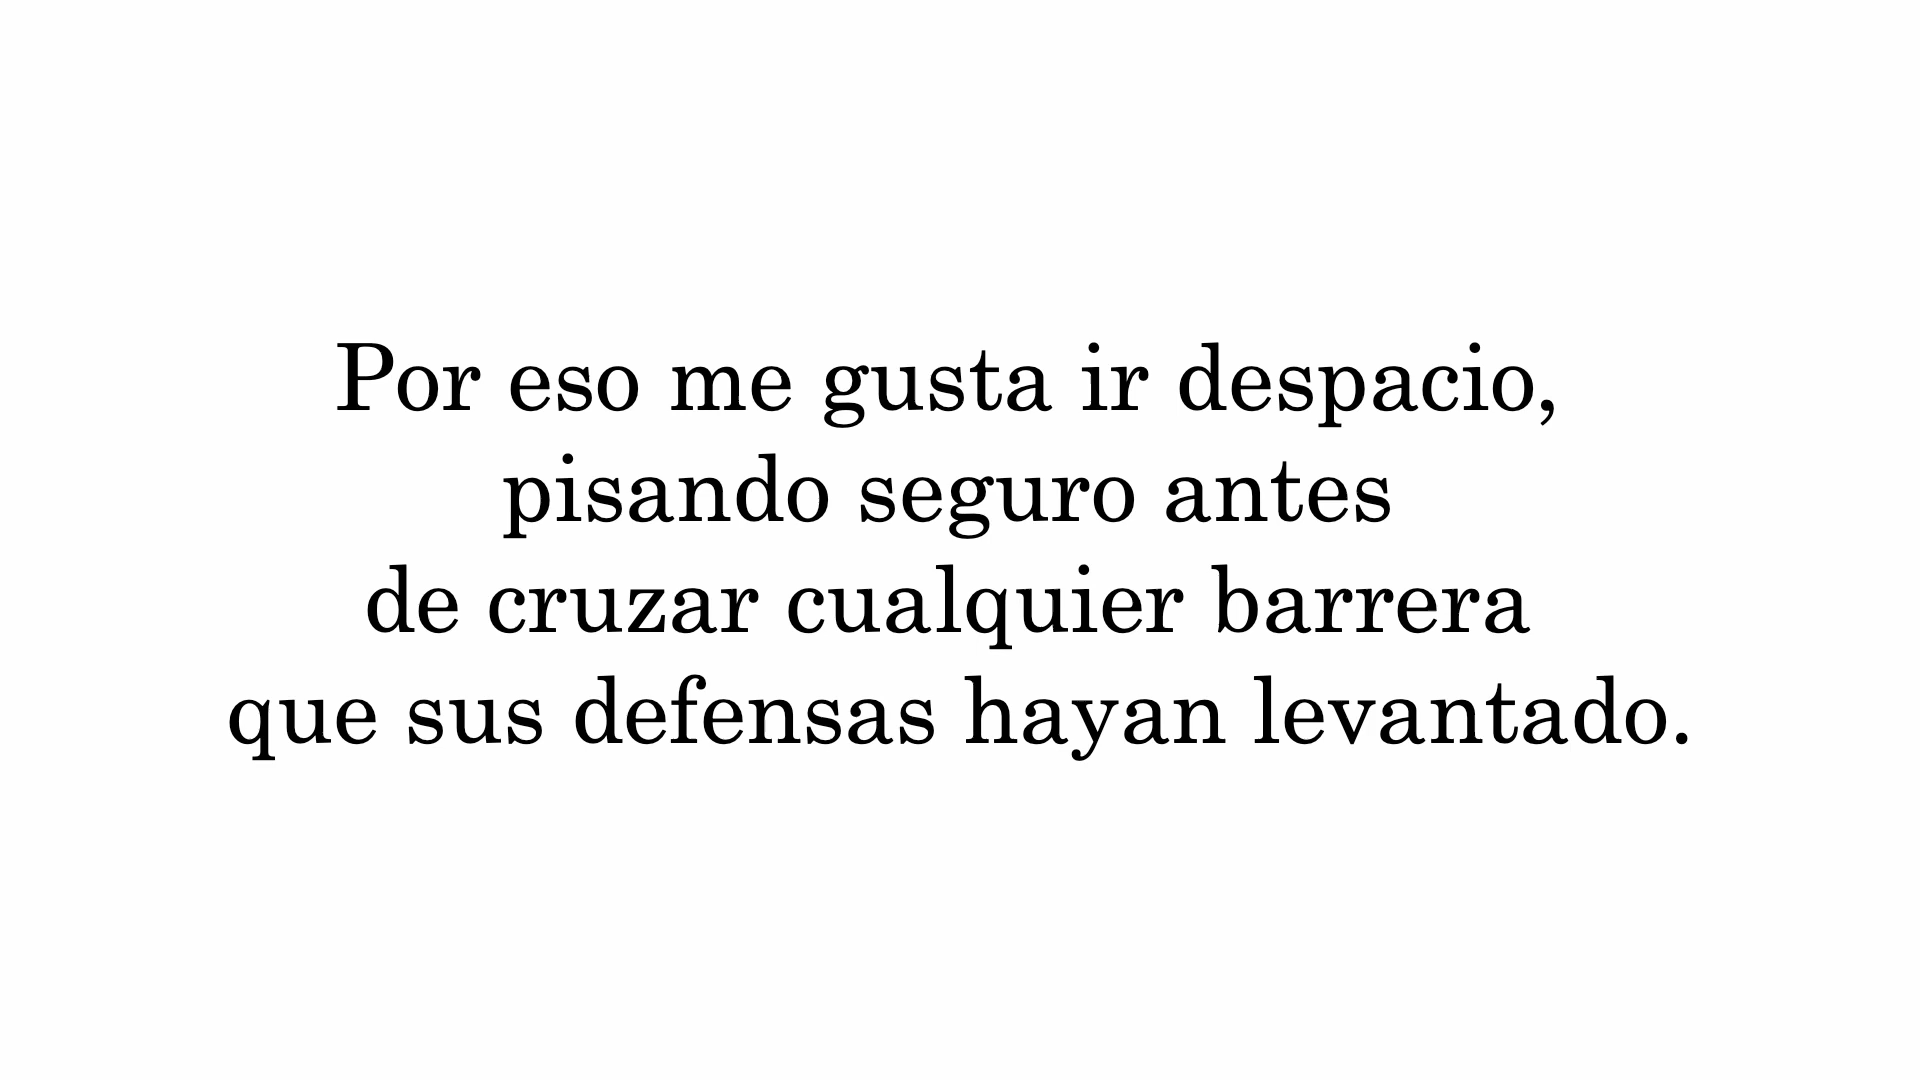 Por eso me gusta ir despacio,
pisando seguro antes
de cruzar cualquier barrera
que sus defensas hayan levantado.